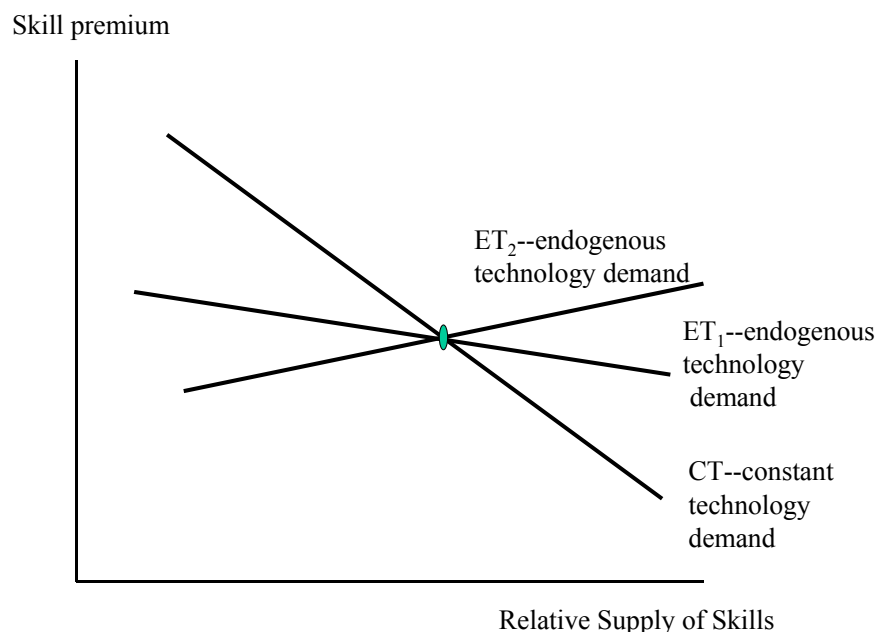 Skill premium
ET₂--endogenous
technology demand
ET₁--endogenous
technology
demand
CT--constant
technology
demand
Relative Supply of Skills